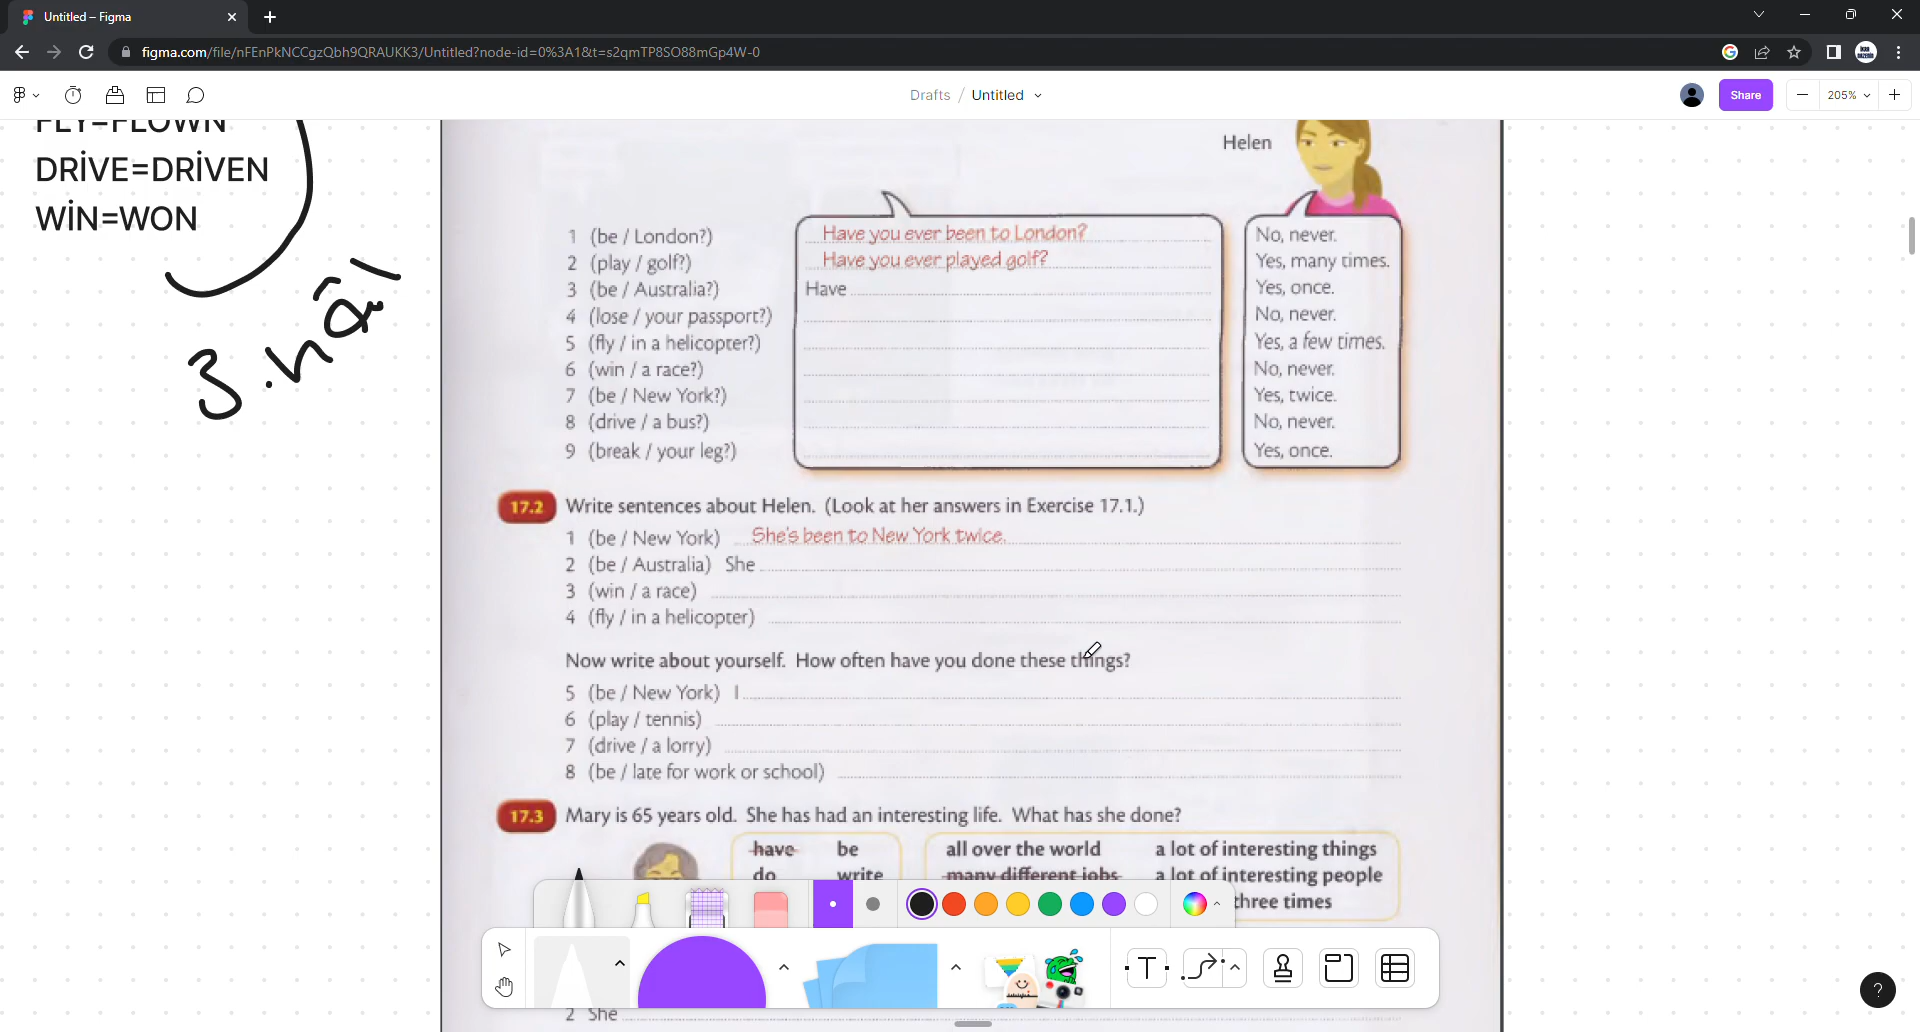 Untitled – Figma
figma.com/file/nFEnPkNCCgzQbh9QRAUKK3/Untitled?node-id=0%3A1&t=s2qmTP8SO88mGp4W-0
Drafts / Untitled
Share
205%
FLY=FLOWN
DRİVE=DRİVEN
WİN=WON
3.hâl
Helen
1 (be / London?) Have you ever been to London? No, never.
2 (play / golf?) Have you ever played golf? Yes, many times.
3 (be / Australia?) Have Yes, once.
4 (lose / your passport?) No, never.
5 (fly / in a helicopter?) Yes, a few times.
6 (win / a race?) No, never.
7 (be / New York?) Yes, twice.
8 (drive / a bus?) No, never.
9 (break / your leg?) Yes, once.
17.2 Write sentences about Helen. (Look at her answers in Exercise 17.1.)
1 (be / New York) She's been to New York twice.
2 (be / Australia) She
3 (win / a race)
4 (fly / in a helicopter)
Now write about yourself. How often have you done these things?
5 (be / New York) I
6 (play / tennis)
7 (drive / a lorry)
8 (be / late for work or school)
17.3 Mary is 65 years old. She has had an interesting life. What has she done?
have be all over the world a lot of interesting things
do write many different jobs a lot of interesting people
three times
T
?
2 She